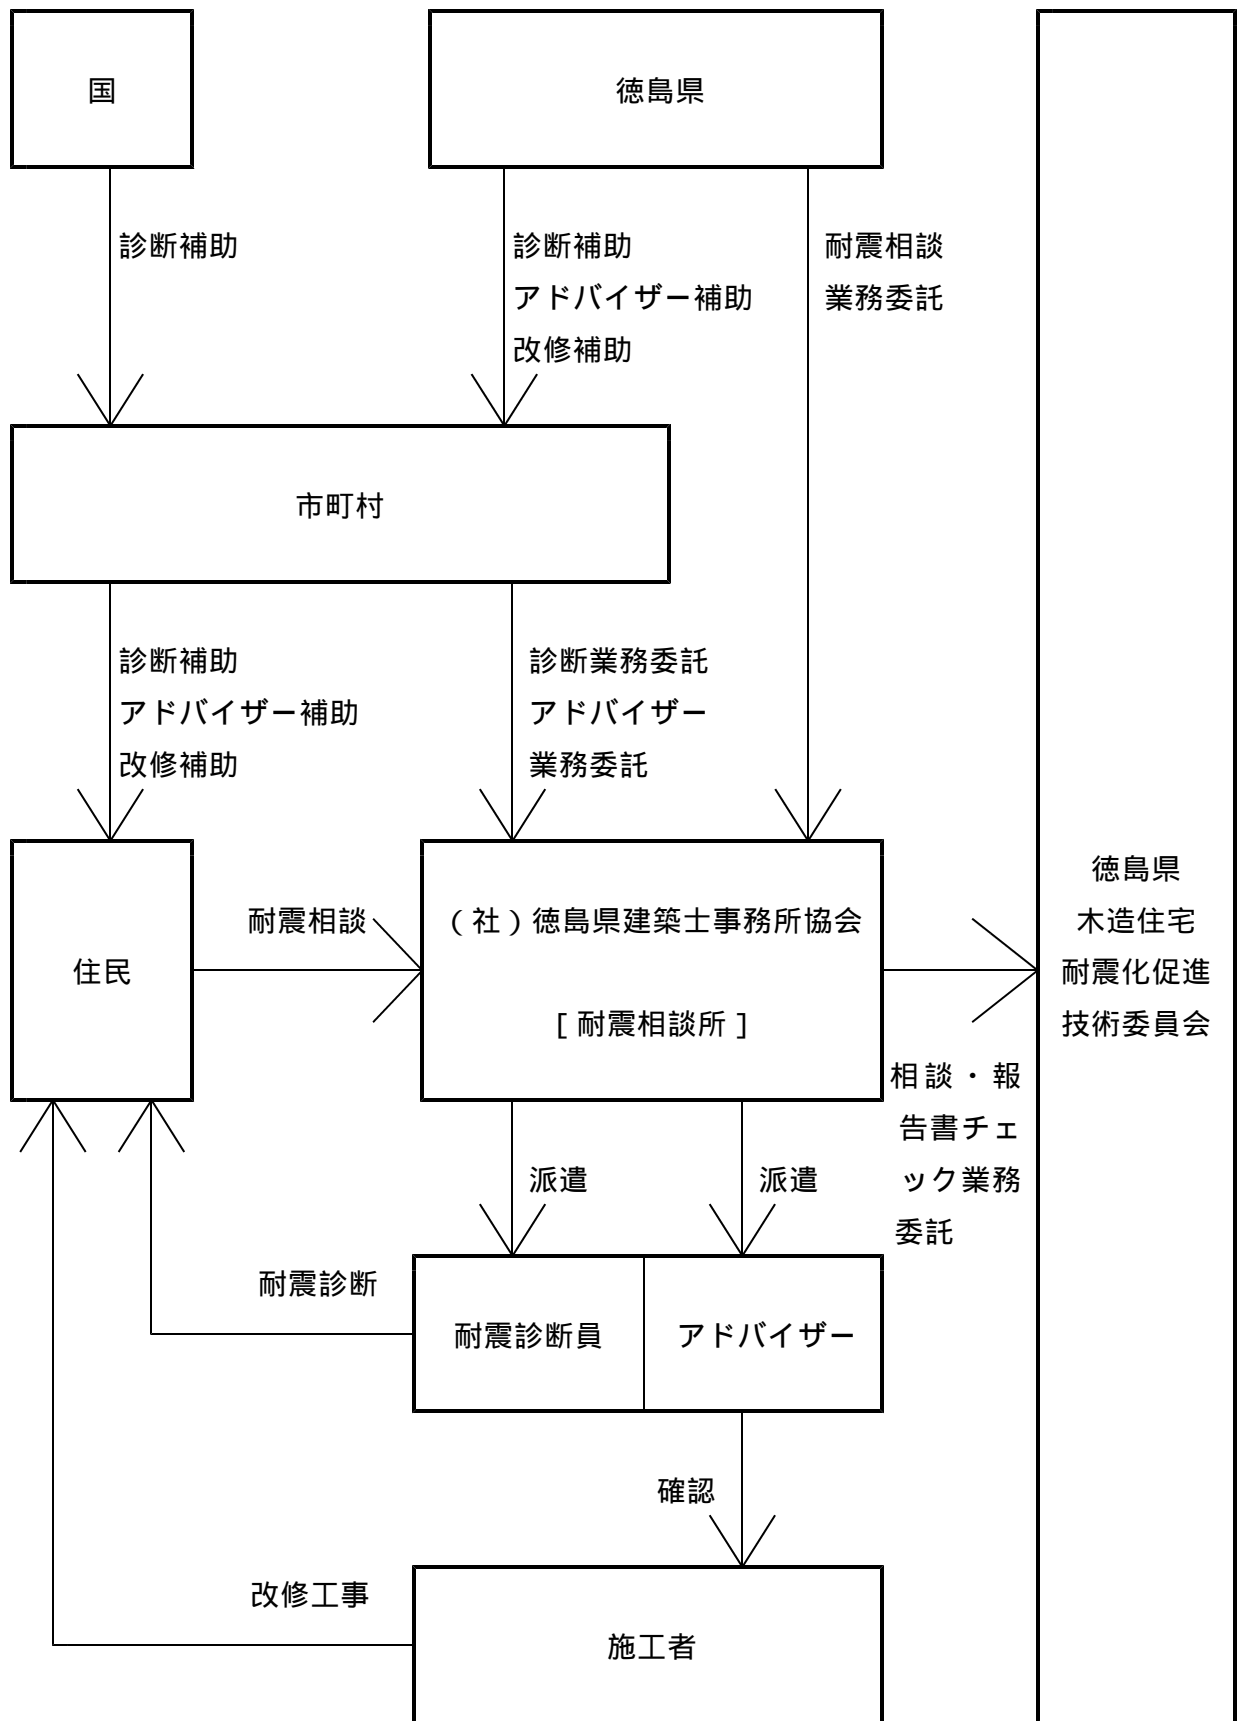 国
徳島県
診断補助
診断補助
アドバイザー補助
改修補助
耐震相談
業務委託
市町村
診断補助
アドバイザー補助
改修補助
診断業務委託
アドバイザー
業務委託
住民
耐震相談
（社）徳島県建築士事務所協会
[耐震相談所]
徳島県
木造住宅
耐震化促進
技術委員会
相談・報
告書チェ
ック業務
委託
派遣
派遣
耐震診断
耐震診断員
アドバイザー
確認
改修工事
施工者